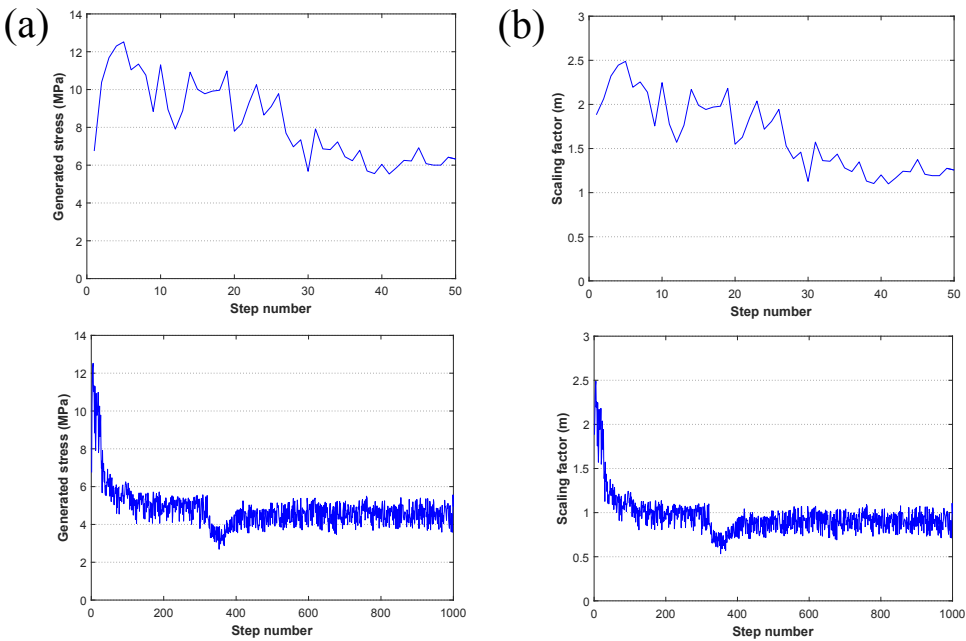 (a)
14
12
10
8
6
4
2
0
0 10 20 30 40 50
Generated stress (MPa)
Step number
(b)
3
2.5
2
1.5
1
0.5
0
0 10 20 30 40 50
Scaling factor (m)
Step number
14
12
10
8
6
4
2
0
0 200 400 600 800 1000
Generated stress (MPa)
Step number
3
2.5
2
1.5
1
0.5
0
0 200 400 600 800 1000
Scaling factor (m)
Step number